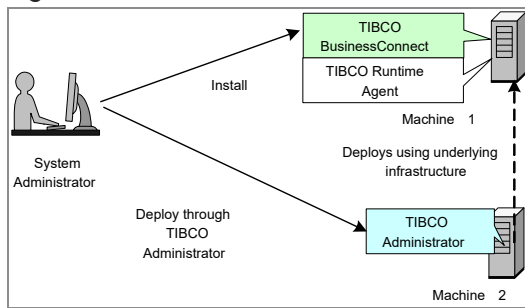 TIBCO
BusinessConnect
TIBCO Runtime
Agent
Install
Machine 1
System
Administrator
Deploys using underlying
infrastructure
Deploy through
TIBCO
Administrator
TIBCO
Administrator
Machine 2